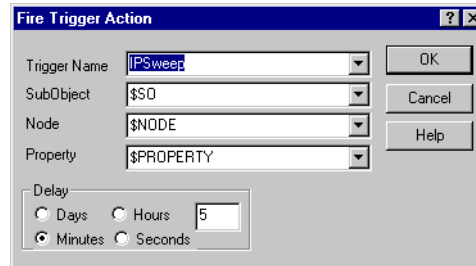 Fire Trigger Action
Trigger Name IPSweep OK
SubObject $SO Cancel
Node $NODE Help
Property $PROPERTY
Delay
Days Hours 5
Minutes Seconds